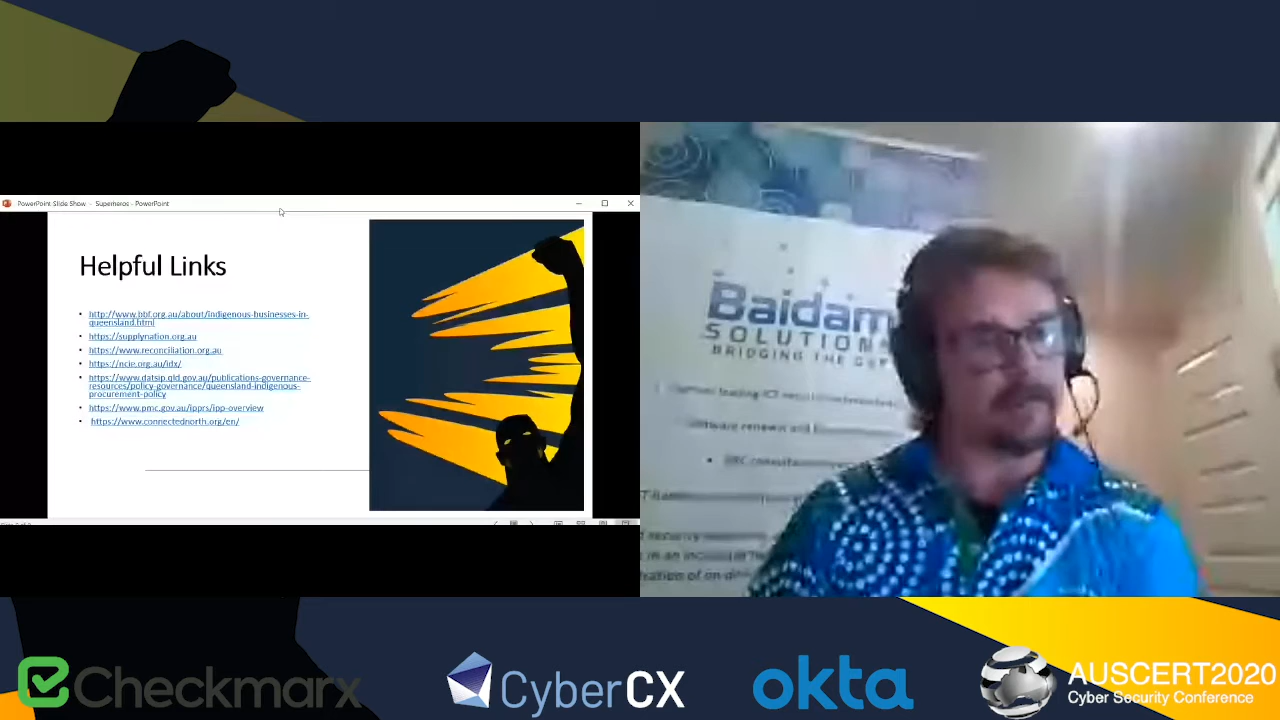 PowerPoint Slide Show - Superheros - PowerPoint
Helpful Links
• http://www.bbf.org.au/about/indigenous-businesses-in-
queensland.html
• https://supplynation.org.au
• https://www.reconciliation.org.au
• https://ncie.org.au/idx/
• https://www.datsip.qld.gov.au/publications-governance-
resources/policy-governance/queensland-indigenous-
procurement-policy
• https://www.pmc.gov.au/ipprs/ipp-overview
• https://www.connectednorth.org/en/
Baidam
SOLUTIONS
BRIDGING THE GAP
Checkmarx
CyberCX
okta
AUSCERT2020
Cyber Security Conference